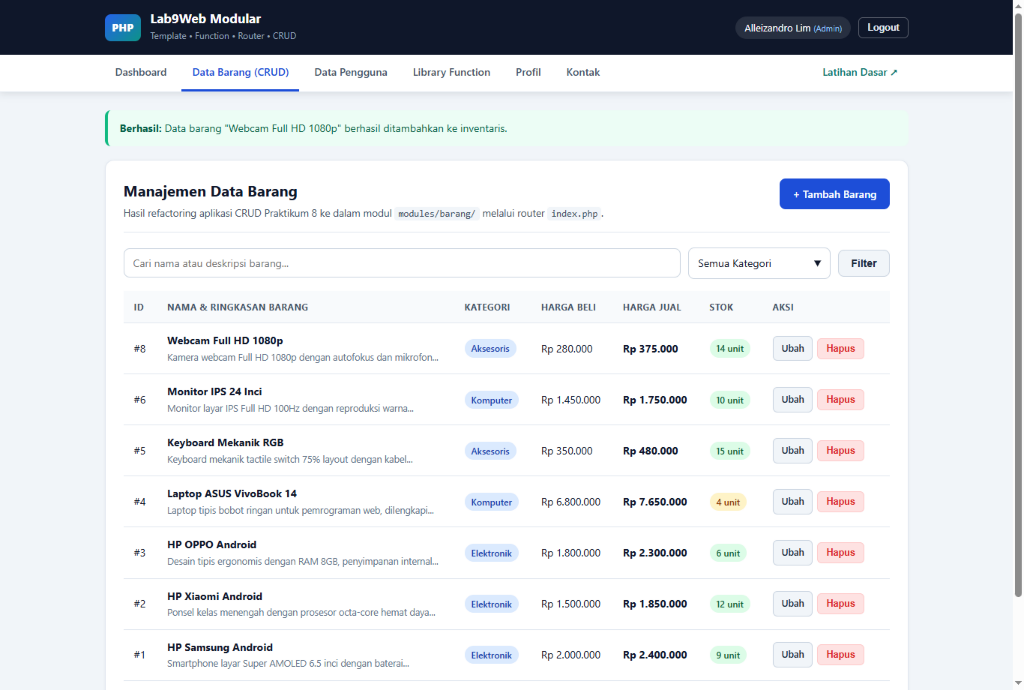 PHP
Lab9Web Modular
Template • Function • Router • CRUD
Alleizandro Lim (Admin)
Logout
Dashboard
Data Barang (CRUD)
Data Pengguna
Library Function
Profil
Kontak
Latihan Dasar ↗
Berhasil: Data barang "Webcam Full HD 1080p" berhasil ditambahkan ke inventaris.
Manajemen Data Barang
Hasil refactoring aplikasi CRUD Praktikum 8 ke dalam modul modules/barang/ melalui router index.php .
+ Tambah Barang
Cari nama atau deskripsi barang...
Semua Kategori ▼
Filter
ID NAMA & RINGKASAN BARANG KATEGORI HARGA BELI HARGA JUAL STOK AKSI
#8 Webcam Full HD 1080p Aksesoris Rp 280.000 Rp 375.000 14 unit Ubah Hapus
Kamera webcam Full HD 1080p dengan autofokus dan mikrofon...
#6 Monitor IPS 24 Inci Komputer Rp 1.450.000 Rp 1.750.000 10 unit Ubah Hapus
Monitor layar IPS Full HD 100Hz dengan reproduksi warna...
#5 Keyboard Mekanik RGB Aksesoris Rp 350.000 Rp 480.000 15 unit Ubah Hapus
Keyboard mekanik tactile switch 75% layout dengan kabel...
#4 Laptop ASUS VivoBook 14 Komputer Rp 6.800.000 Rp 7.650.000 4 unit Ubah Hapus
Laptop tipis bobot ringan untuk pemrograman web, dilengkapi...
#3 HP OPPO Android Elektronik Rp 1.800.000 Rp 2.300.000 6 unit Ubah Hapus
Desain tipis ergonomis dengan RAM 8GB, penyimpanan internal...
#2 HP Xiaomi Android Elektronik Rp 1.500.000 Rp 1.850.000 12 unit Ubah Hapus
Ponsel kelas menengah dengan prosesor octa-core hemat daya...
#1 HP Samsung Android Elektronik Rp 2.000.000 Rp 2.400.000 9 unit Ubah Hapus
Smartphone layar Super AMOLED 6.5 inci dengan baterai...